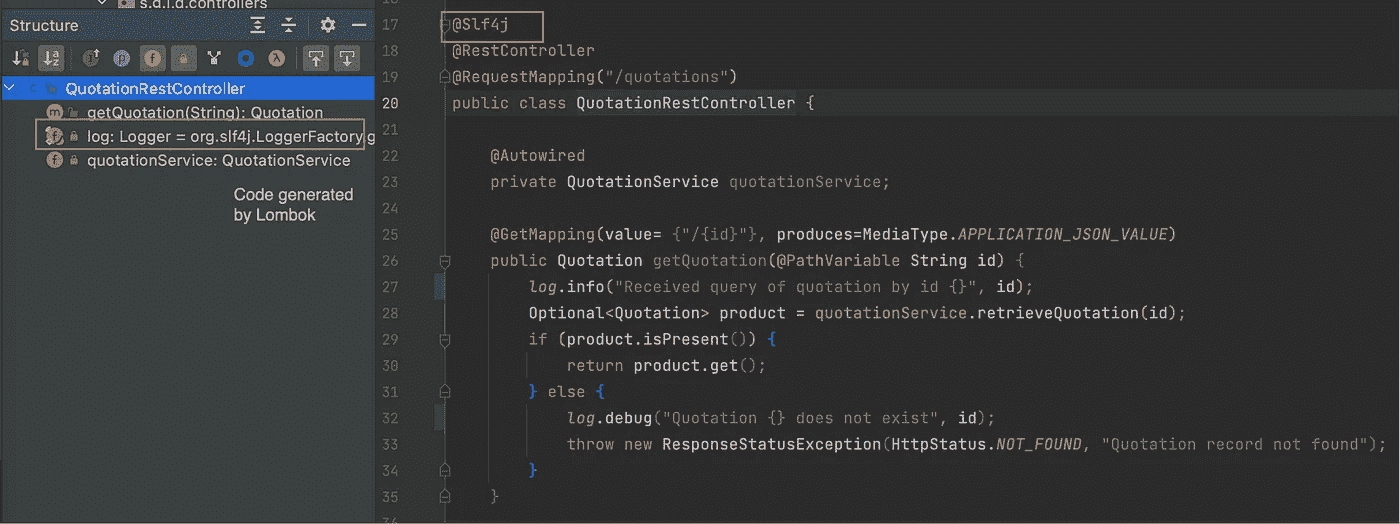 s.d.l.d.controllers
Structure
QuotationRestController
getQuotation(String): Quotation
log: Logger = org.slf4j.LoggerFactory.g
quotationService: QuotationService
Code generated
by Lombok
17 @Slf4j
18 @RestController
19 @RequestMapping("/quotations")
20 public class QuotationRestController {
21
22 @Autowired
23 private QuotationService quotationService;
24
25 @GetMapping(value= {"/{id}"}, produces=MediaType.APPLICATION_JSON_VALUE)
26 public Quotation getQuotation(@PathVariable String id) {
27 log.info("Received query of quotation by id {}", id);
28 Optional<Quotation> product = quotationService.retrieveQuotation(id);
29 if (product.isPresent()) {
30 return product.get();
31 } else {
32 log.debug("Quotation {} does not exist", id);
33 throw new ResponseStatusException(HttpStatus.NOT_FOUND, "Quotation record not found");
34 }
35 }